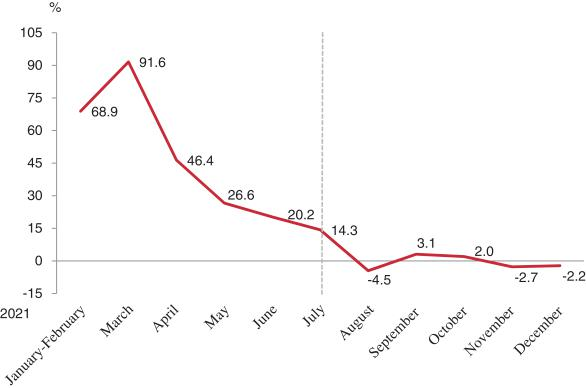 %
105
90
75
60
45
30
15
0
-15
68.9
91.6
46.4
26.6
20.2
14.3
-4.5
3.1
2.0
-2.7
-2.2
2021
January-February
March
April
May
June
July
August
September
October
November
December